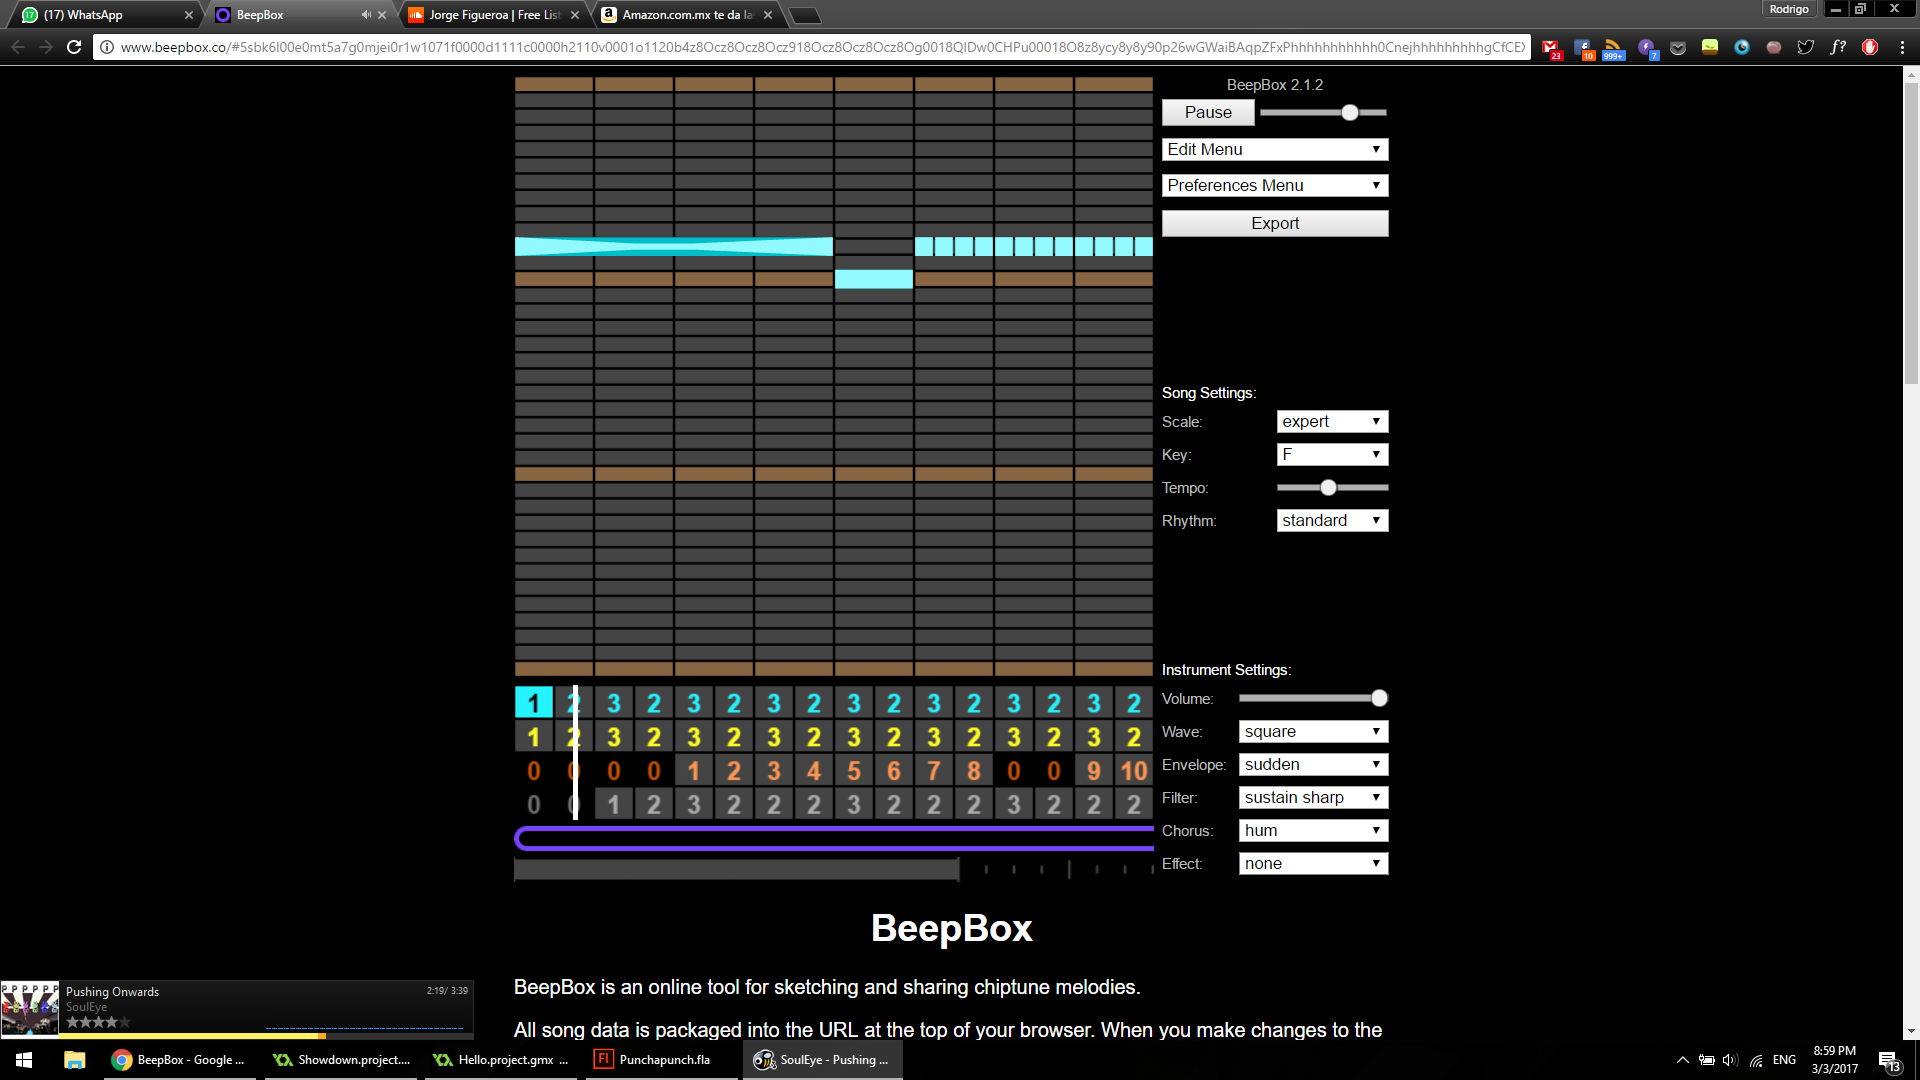 (17) WhatsApp
BeepBox
Jorge Figueroa | Free Lis
Amazon.com.mx te da la
Rodrigo
www.beepbox.co/#5sbk6l00e0mt5a7g0mjei0r1w1071f0000d1111c0000h2110v0001o1120b4z8Ocz8Ocz8Ocz918Ocz8Ocz8Ocz8Og0018QlDw0CHPu00018O8z8ycy8y8y90p26wGWaiBAqpZFxPhhhhhhhhhhh0CnejhhhhhhhhhgCfCEX
23
10
999+
7
f?
BeepBox 2.1.2
Pause
Edit Menu
Preferences Menu
Export
Song Settings:
Scale: expert
Key: F
Tempo:
Rhythm: standard
Instrument Settings:
Volume:
Wave: square
Envelope: sudden
Filter: sustain sharp
Chorus: hum
Effect: none
1 2 3 2 3 2 3 2 3 2 3 2 3 2 3 2
1 2 3 2 3 2 3 2 3 2 3 2 3 2 3 2
0 0 0 0 1 2 3 4 5 6 7 8 0 0 9 10
0 0 1 2 3 2 2 2 3 2 2 2 3 2 2 2
BeepBox
BeepBox is an online tool for sketching and sharing chiptune melodies.
All song data is packaged into the URL at the top of your browser. When you make changes to the
Pushing Onwards
2:19/ 3:39
SoulEye
BeepBox - Google ...
Showdown.project....
Hello.project.gmx ...
Punchapunch.fla
SoulEye - Pushing ...
ENG
8:59 PM
3/3/2017
13